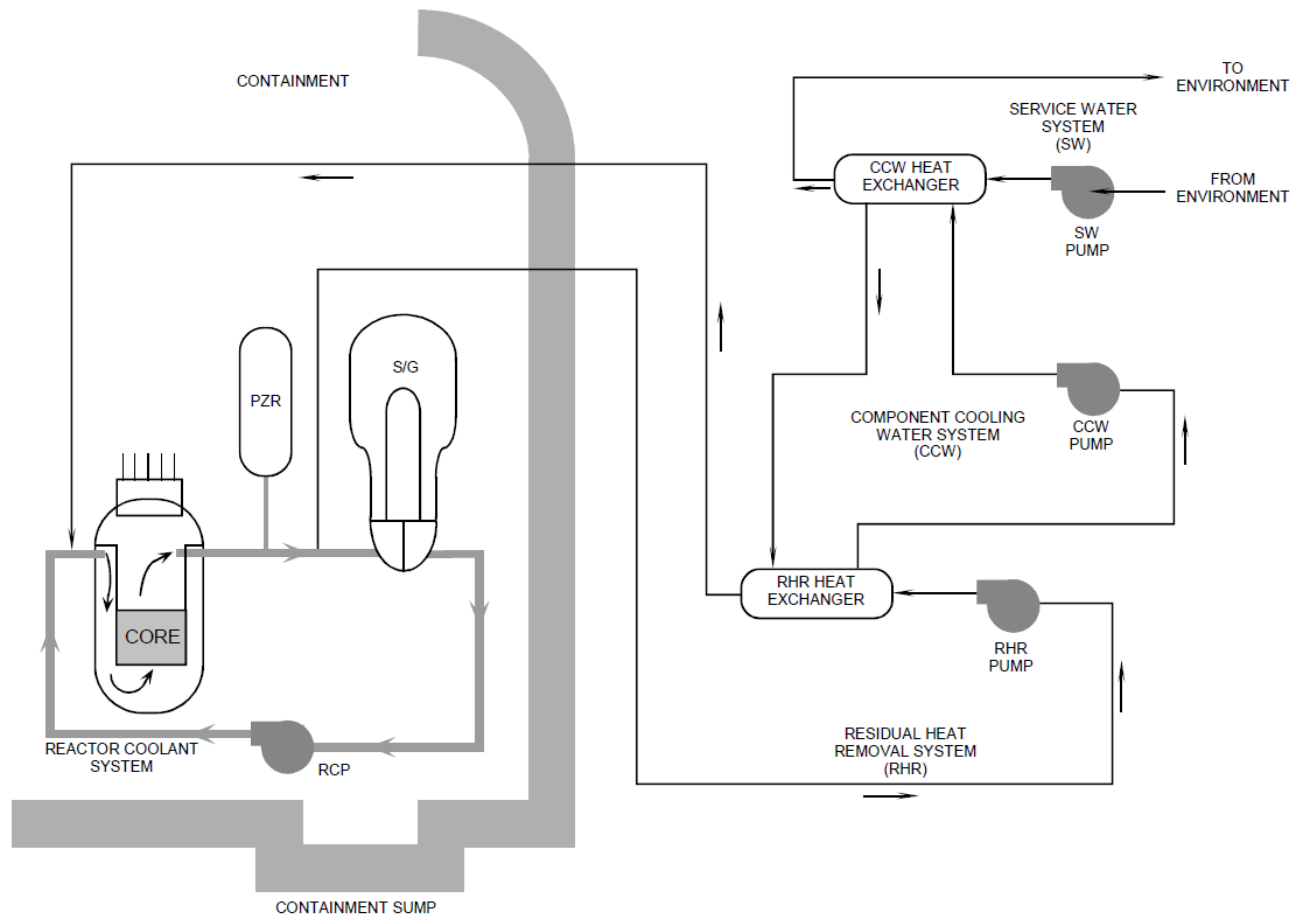 CONTAINMENT
TO
ENVIRONMENT
SERVICE WATER
SYSTEM
(SW)
CCW HEAT
EXCHANGER
FROM
ENVIRONMENT
SW
PUMP
S/G
PZR
COMPONENT COOLING
WATER SYSTEM
(CCW)
CCW
PUMP
RHR HEAT
EXCHANGER
CORE
RHR
PUMP
REACTOR COOLANT
SYSTEM
RCP
RESIDUAL HEAT
REMOVAL SYSTEM
(RHR)
CONTAINMENT SUMP